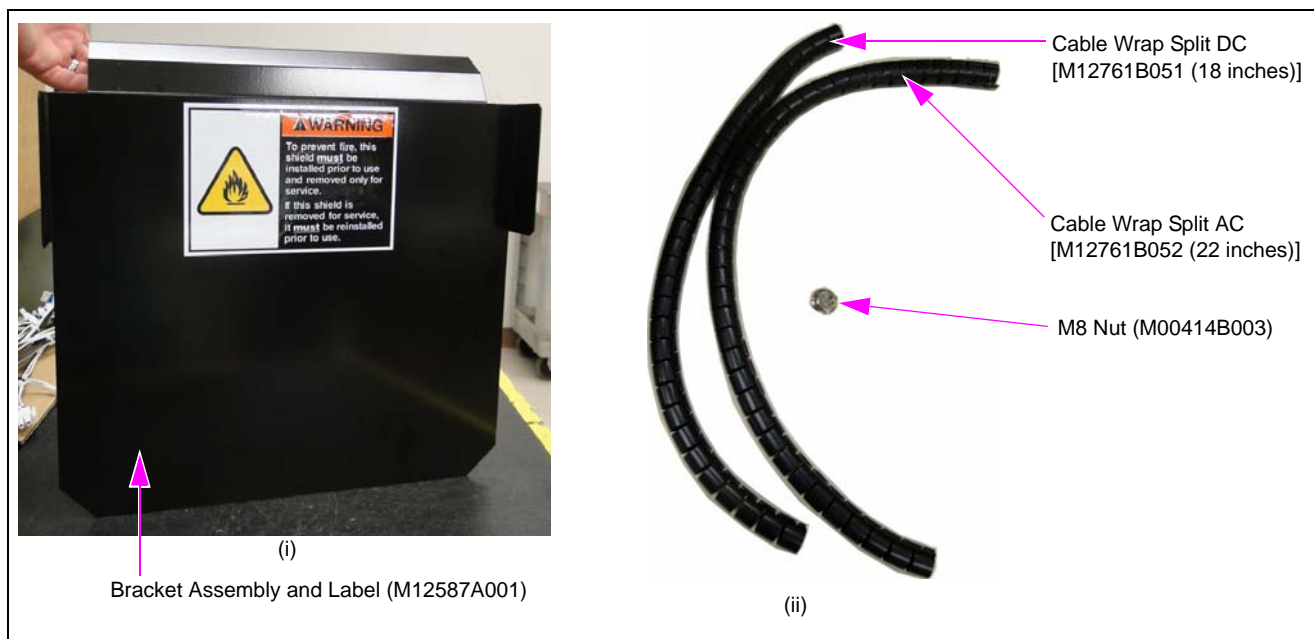 WARNING
To prevent fire, this
shield must be
installed prior to use
and removed only for
service.
If this shield is
removed for service,
it must be reinstalled
prior to use.
(i)
Bracket Assembly and Label (M12587A001)
Cable Wrap Split DC
[M12761B051 (18 inches)]
Cable Wrap Split AC
[M12761B052 (22 inches)]
M8 Nut (M00414B003)
(ii)